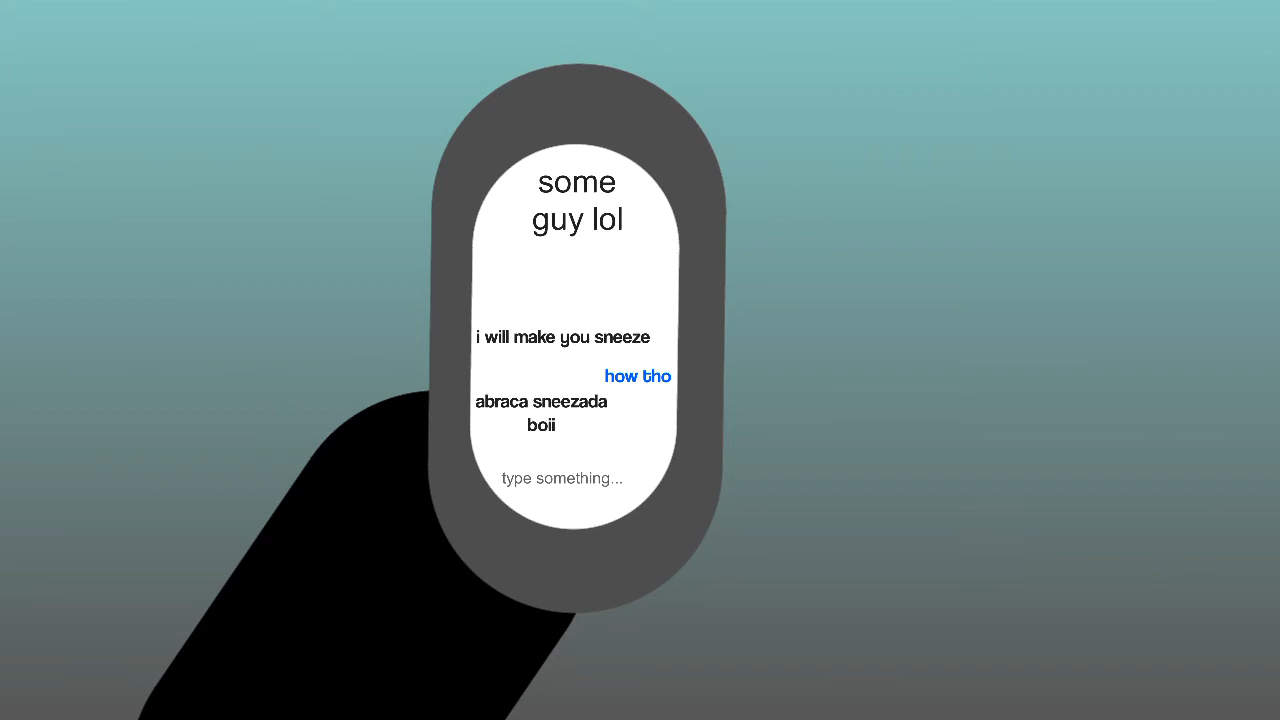 some
guy lol
i will make you sneeze
how tho
abraca sneezada
boii
type something...